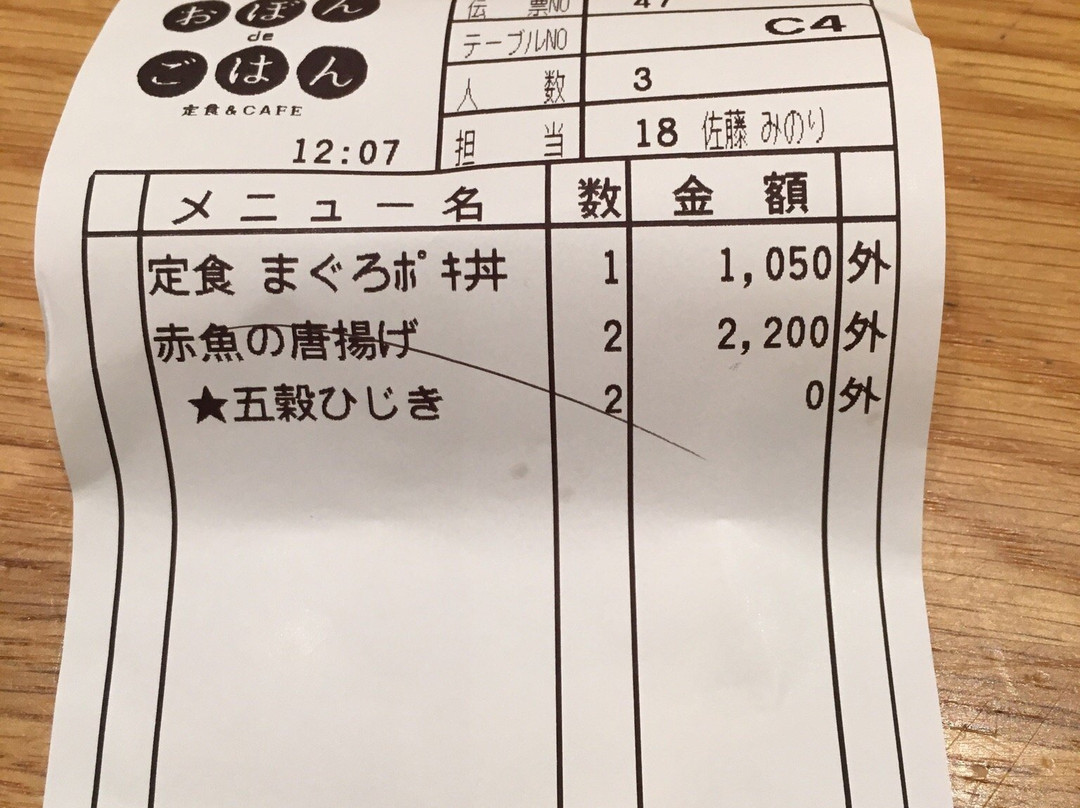 おぼん
de
ごはん
定食&CAFE
12:07
伝票NO 47
テーブルNO C4
人数 3
担当 18 佐藤 みのり
メニュー名 数 金額
定食 まぐろポキ丼 1 1,050 外
赤魚の唐揚げ 2 2,200 外
★五穀ひじき 2 0 外